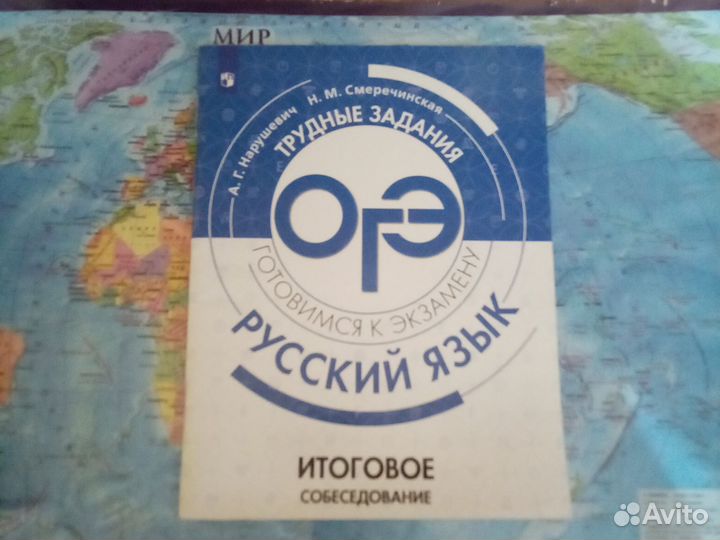 МИР
А. Г. Нарушевич Н. М. Смеречинская
ТРУДНЫЕ ЗАДАНИЯ
ОГЭ
ГОТОВИМСЯ К ЭКЗАМЕНУ
РУССКИЙ ЯЗЫК
ИТОГОВОЕ
СОБЕСЕДОВАНИЕ
Avito